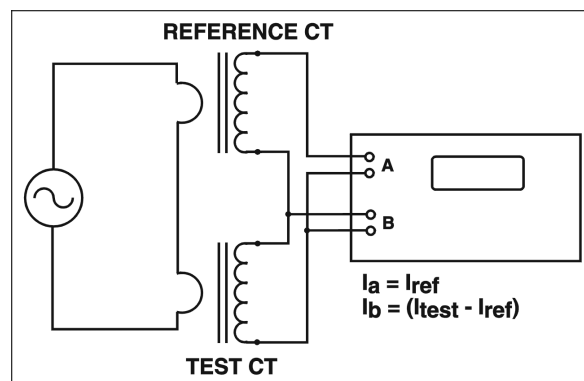 REFERENCE CT
A
B
Ia = Iref
Ib = (Itest - Iref)
TEST CT